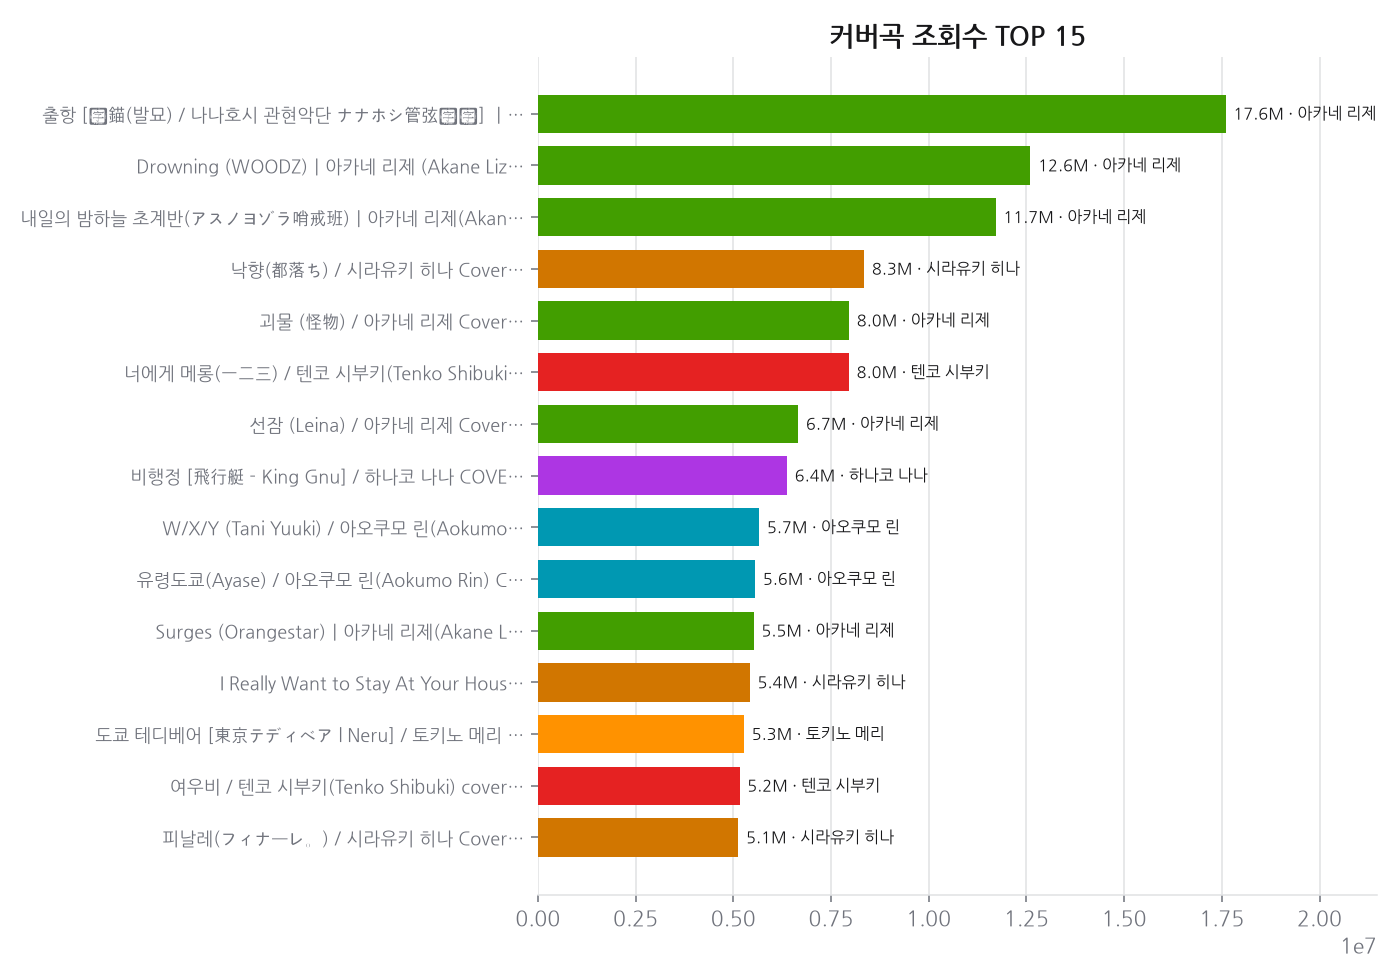 커버곡 조회수 TOP 15
출항 [錨(발묘) / 나나호시 관현악단 ナナホシ管弦] | …
17.6M · 아카네 리제
Drowning (WOODZ) | 아카네 리제 (Akane Liz…
12.6M · 아카네 리제
내일의 밤하늘 초계반(アスノヨゾラ哨戒班) | 아카네 리제(Akan…
11.7M · 아카네 리제
낙향(都落ち) / 시라유키 히나 Cover…
8.3M · 시라유키 히나
괴물 (怪物) / 아카네 리제 Cover…
8.0M · 아카네 리제
너에게 메롱(一二三) / 텐코 시부키(Tenko Shibuki…
8.0M · 텐코 시부키
선잠 (Leina) / 아카네 리제 Cover…
6.7M · 아카네 리제
비행정 [飛行艇 - King Gnu] / 하나코 나나 COVE…
6.4M · 하나코 나나
W/X/Y (Tani Yuuki) / 아오쿠모 린(Aokumo…
5.7M · 아오쿠모 린
유령도쿄(Ayase) / 아오쿠모 린(Aokumo Rin) C…
5.6M · 아오쿠모 린
Surges (Orangestar) | 아카네 리제(Akane L…
5.5M · 아카네 리제
I Really Want to Stay At Your Hous…
5.4M · 시라유키 히나
도쿄 테디베어 [東京テディベア l Neru] / 토키노 메리 …
5.3M · 토키노 메리
여우비 / 텐코 시부키(Tenko Shibuki) cover…
5.2M · 텐코 시부키
피날레(フィナーレ。) / 시라유키 히나 Cover…
5.1M · 시라유키 히나
0.00 0.25 0.50 0.75 1.00 1.25 1.50 1.75 2.00
1e7